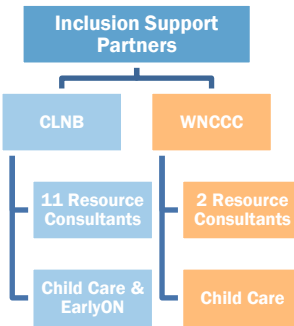 Inclusion Support
Partners
CLNB
WNCCC
11 Resource
Consultants
2 Resource
Consultants
Child Care &
EarlyON
Child Care